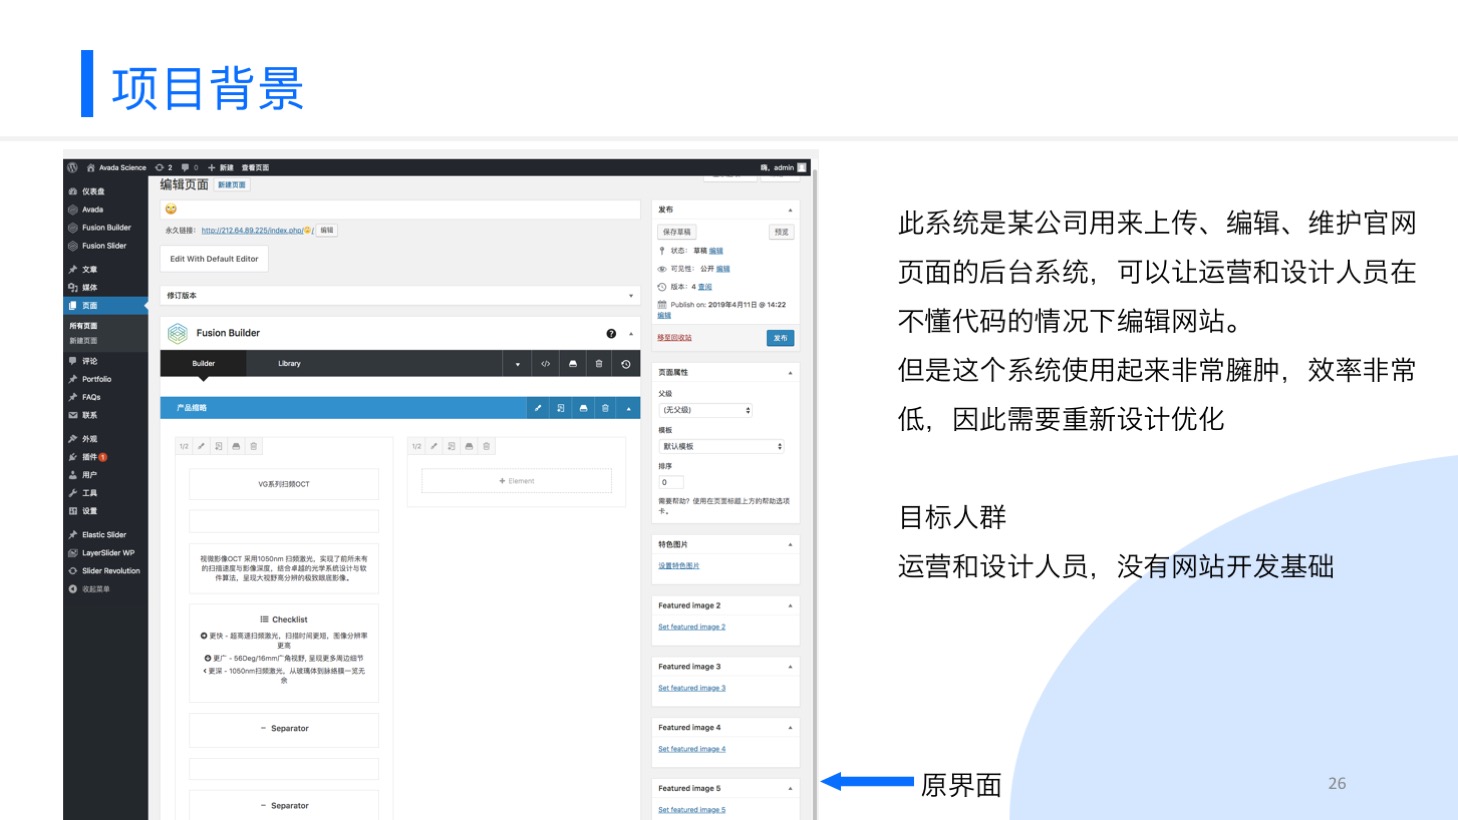 项目背景
Avada Science 2 0 新建 查看页面
嗨, admin
仪表盘
Avada
Fusion Builder
Fusion Slider
文章
媒体
页面
所有页面
新建页面
评论
Portfolio
FAQs
联系
外观
插件 1
用户
工具
设置
Elastic Slider
LayerSlider WP
Slider Revolution
收起菜单
编辑页面 新建页面
永久链接: http://212.64.89.225/index.php/😄/ 编辑
Edit With Default Editor
修订版本
Fusion Builder
Builder Library
产品缩略
1/2
VG系列扫频OCT
视微影像OCT 采用1050nm 扫频激光，实现了前所未有
的扫描速度与影像深度，结合卓越的光学系统设计与软
件算法，呈现大视野高分辨的极致眼底影像。
Checklist
更快 - 超高速扫频激光，扫描时间更短，图像分辨率
更高
更广 - 56Deg/16mm广角视野, 呈现更多周边细节
更深 - 1050nm扫频激光，从玻璃体到脉络膜一览无
余
Separator
Separator
1/2
+ Element
发布
保存草稿 预览
状态: 草稿 编辑
可见性: 公开 编辑
版本: 4 查阅
Publish on: 2019年4月11日 @ 14:22
编辑
移至回收站 发布
页面属性
父级
(无父级)
模板
默认模板
排序
0
需要帮助? 使用在页面标题上方的帮助选项
卡。
特色图片
设置特色图片
Featured image 2
Set featured image 2
Featured image 3
Set featured image 3
Featured image 4
Set featured image 4
Featured image 5
Set featured image 5
此系统是某公司用来上传、编辑、维护官网
页面的后台系统，可以让运营和设计人员在
不懂代码的情况下编辑网站。
但是这个系统使用起来非常臃肿，效率非常
低，因此需要重新设计优化
目标人群
运营和设计人员，没有网站开发基础
原界面
26